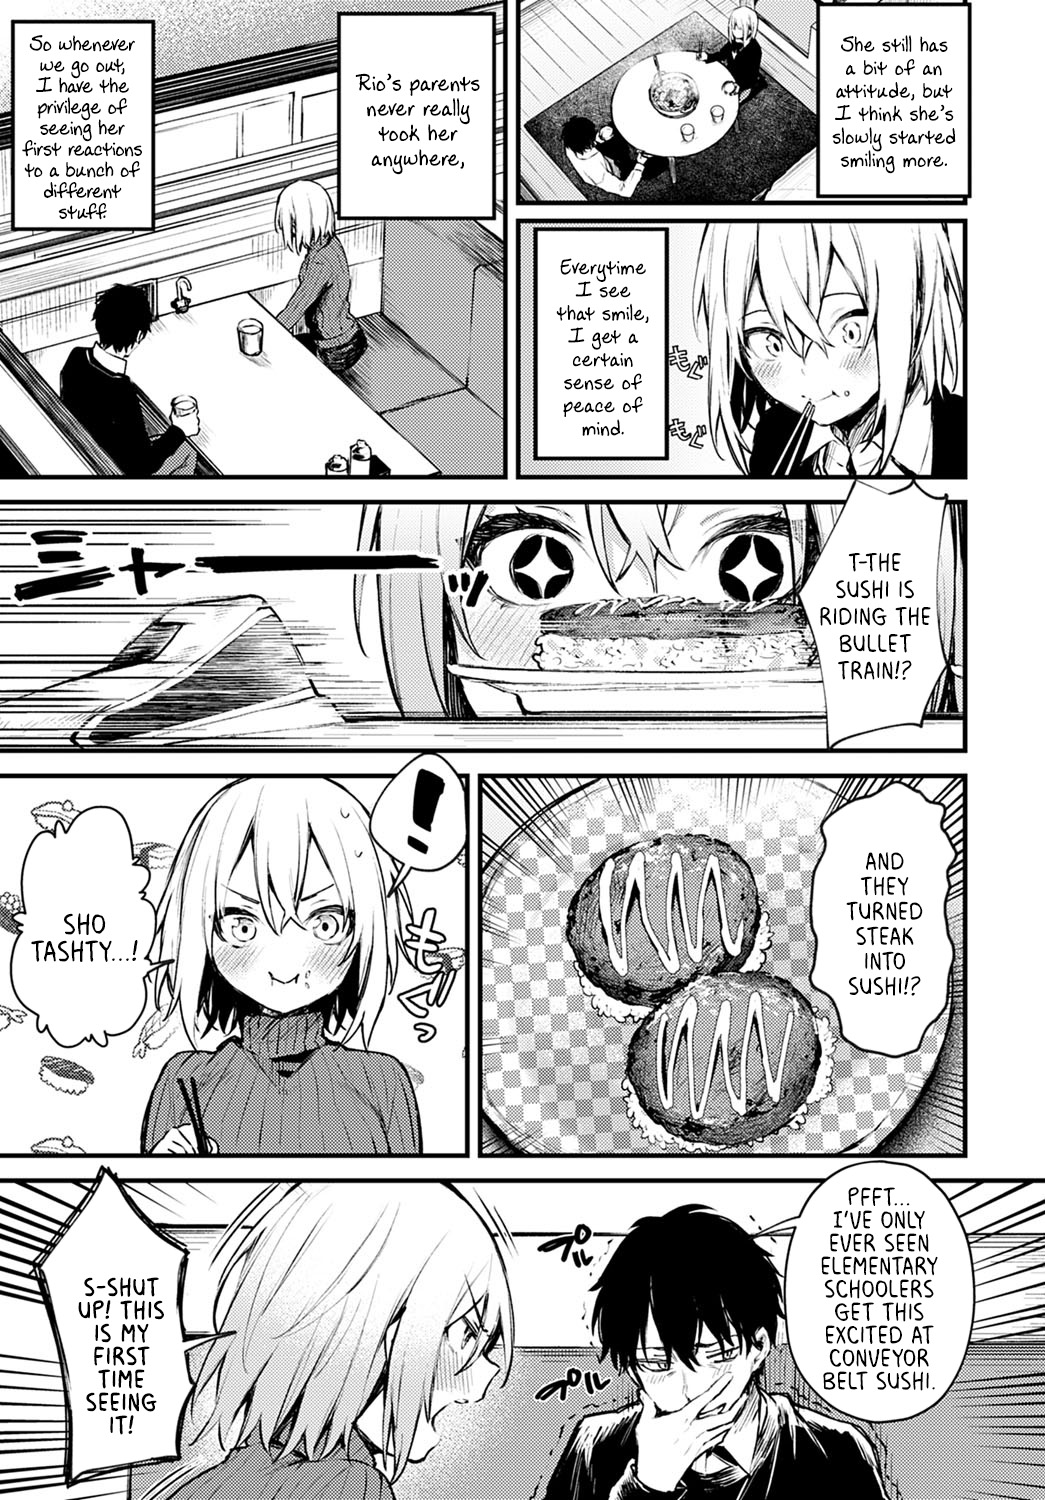 She still has
a bit of an
attitude, but
I think she's
slowly started
smiling more.
Everytime
I see
that smile,
I get a
certain
sense of
peace of
mind.
もぐ
もぐ
Rio's parents
never really
took her
anywhere,
So whenever
we go out,
I have the
privilege of
seeing her
first reactions
to a bunch of
different
stuff.
T-THE
SUSHI IS
RIDING THE
BULLET
TRAIN!?
ミャーーッ
AND
THEY
TURNED
STEAK
INTO
SUSHI!?
!
SHO
TASHTY...!
もぐっ
PFFT...
I'VE ONLY
EVER SEEN
ELEMENTARY
SCHOOLERS
GET THIS
EXCITED AT
CONVEYOR
BELT SUSHI.
プル
プル
S-SHUT
UP! THIS
IS MY
FIRST
TIME
SEEING
IT!